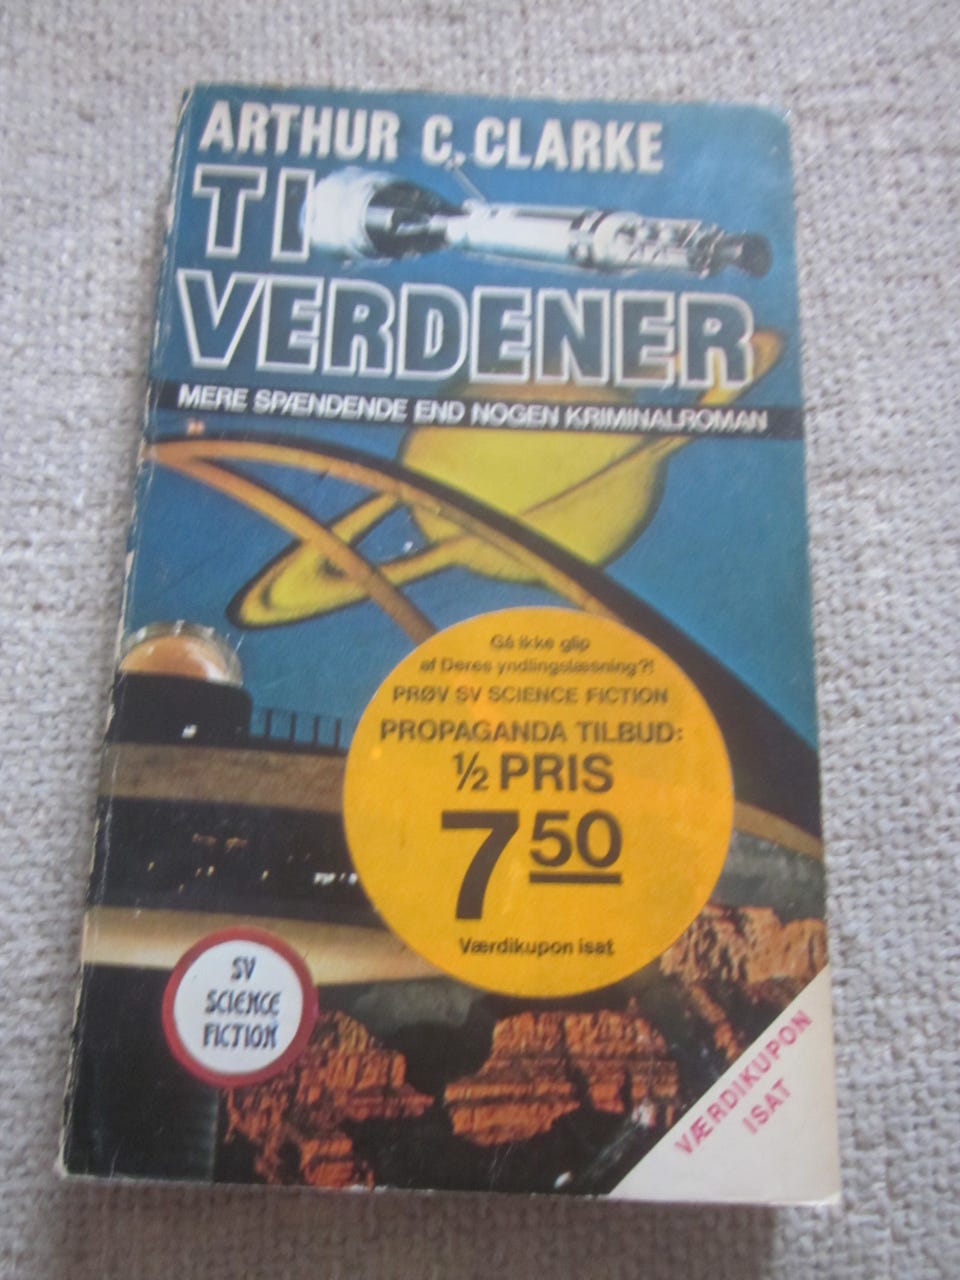 ARTHUR C. CLARKE
TI
VERDENER
MERE SPÆNDENDE END NOGEN KRIMINALROMAN
Gå ikke glip
af Deres yndlingslæsning?!
PRØV SV SCIENCE FICTION
PROPAGANDA TILBUD:
½ PRIS
7 50
Værdikupon isat
SV
SCIENCE
FICTION
VÆRDIKUPON
ISAT